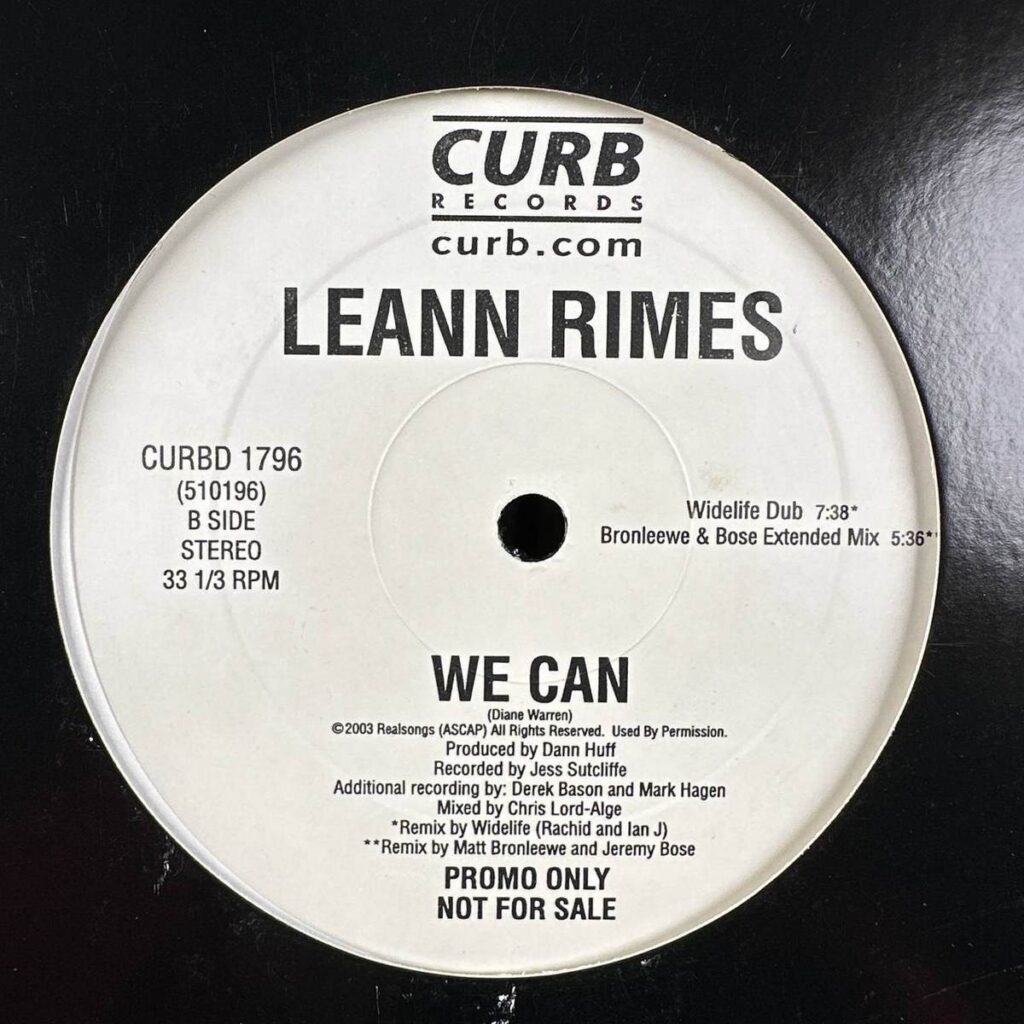 CURB
RECORDS
curb.com
LEANN RIMES
CURBD 1796
(510196)
B SIDE
STEREO
33 1/3 RPM
Widelife Dub 7:38*
Bronleewe & Bose Extended Mix 5:36**
WE CAN
(Diane Warren)
©2003 Realsongs (ASCAP) All Rights Reserved. Used By Permission.
Produced by Dann Huff
Recorded by Jess Sutcliffe
Additional recording by: Derek Bason and Mark Hagen
Mixed by Chris Lord-Alge
*Remix by Widelife (Rachid and Ian J)
**Remix by Matt Bronleewe and Jeremy Bose
PROMO ONLY
NOT FOR SALE